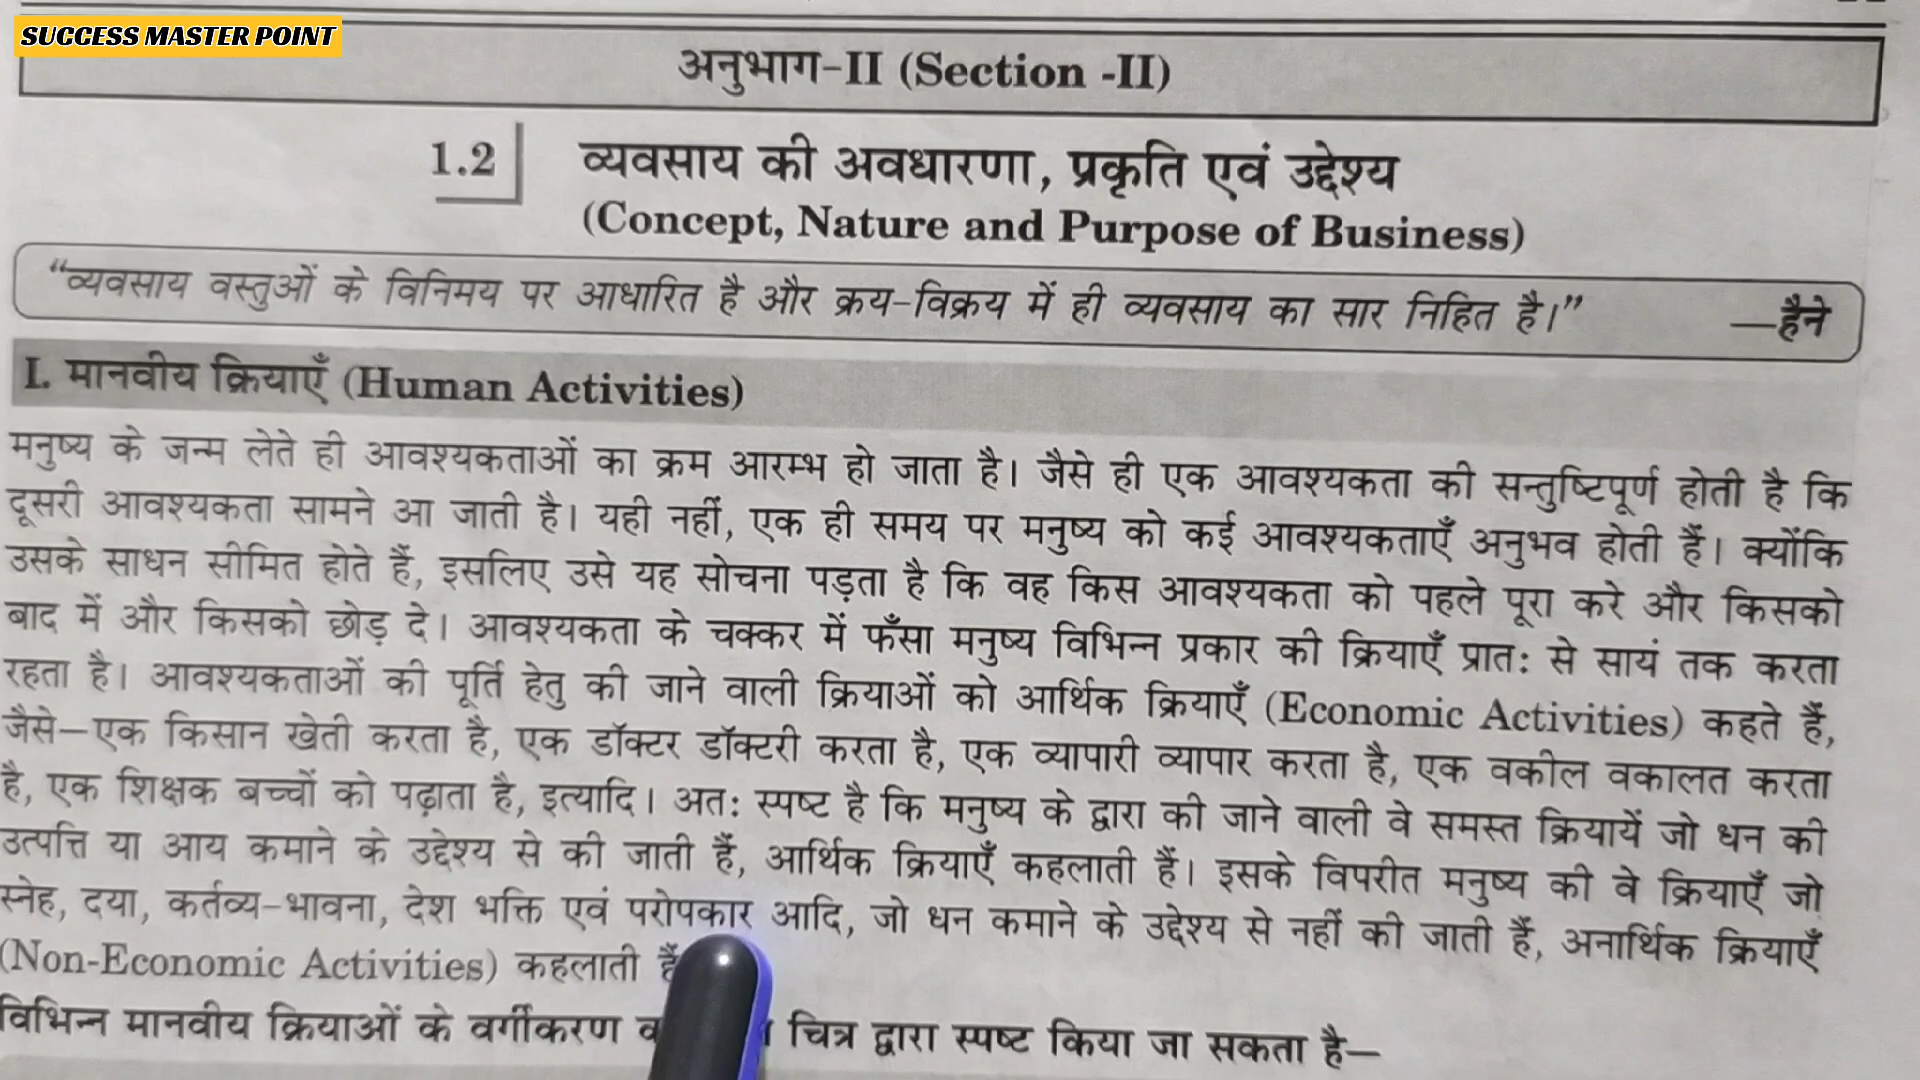 SUCCESS MASTER POINT
अनुभाग-II (Section -II)
1.2 व्यवसाय की अवधारणा, प्रकृति एवं उद्देश्य
(Concept, Nature and Purpose of Business)
“व्यवसाय वस्तुओं के विनिमय पर आधारित है और क्रय-विक्रय में ही व्यवसाय का सार निहित है।” —हैने
I. मानवीय क्रियाएँ (Human Activities)
मनुष्य के जन्म लेते ही आवश्यकताओं का क्रम आरम्भ हो जाता है। जैसे ही एक आवश्यकता की सन्तुष्टिपूर्ण होती है कि
दूसरी आवश्यकता सामने आ जाती है। यही नहीं, एक ही समय पर मनुष्य को कई आवश्यकताएँ अनुभव होती हैं। क्योंकि
उसके साधन सीमित होते हैं, इसलिए उसे यह सोचना पड़ता है कि वह किस आवश्यकता को पहले पूरा करे और किसको
बाद में और किसको छोड़ दे। आवश्यकता के चक्कर में फँसा मनुष्य विभिन्न प्रकार की क्रियाएँ प्रातः से सायं तक करता
रहता है। आवश्यकताओं की पूर्ति हेतु की जाने वाली क्रियाओं को आर्थिक क्रियाएँ (Economic Activities) कहते हैं,
जैसे—एक किसान खेती करता है, एक डॉक्टर डॉक्टरी करता है, एक व्यापारी व्यापार करता है, एक वकील वकालत करता
है, एक शिक्षक बच्चों को पढ़ाता है, इत्यादि। अतः स्पष्ट है कि मनुष्य के द्वारा की जाने वाली वे समस्त क्रियायें जो धन की
उत्पत्ति या आय कमाने के उद्देश्य से की जाती हैं, आर्थिक क्रियाएँ कहलाती हैं। इसके विपरीत मनुष्य की वे क्रियाएँ जो
स्नेह, दया, कर्तव्य-भावना, देश भक्ति एवं परोपकार आदि, जो धन कमाने के उद्देश्य से नहीं की जाती हैं, अनार्थिक क्रियाएँ
(Non-Economic Activities) कहलाती हैं
विभिन्न मानवीय क्रियाओं के वर्गीकरण चित्र द्वारा स्पष्ट किया जा सकता है—